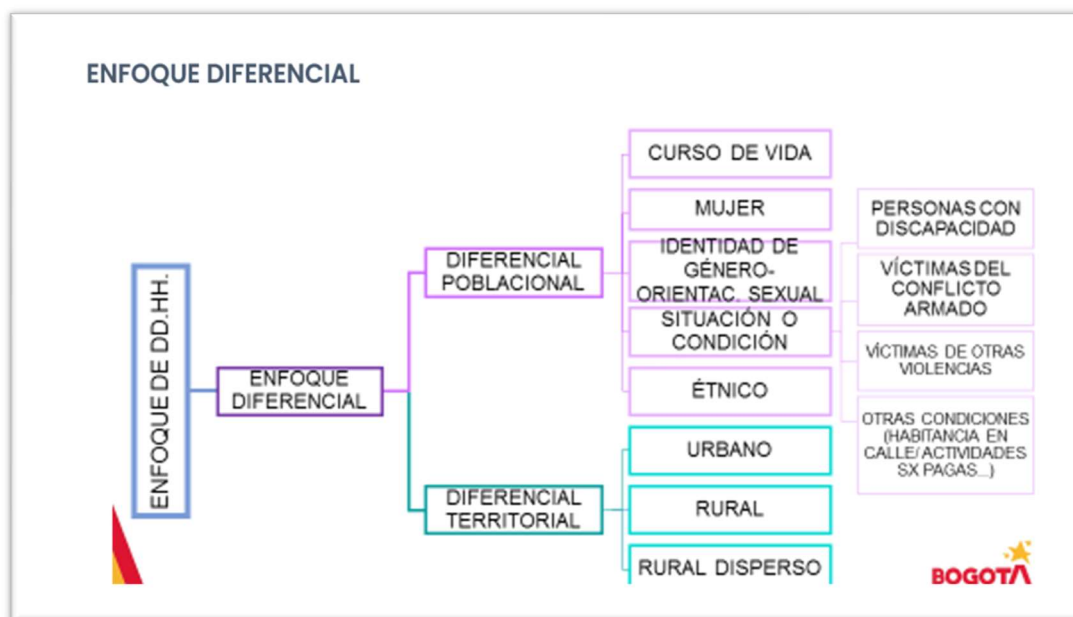 ENFOQUE DIFERENCIAL
ENFOQUE DE DD.HH.
ENFOQUE
DIFERENCIAL
DIFERENCIAL
POBLACIONAL
CURSO DE VIDA
MUJER
IDENTIDAD DE
GÉNERO-
ORIENTAC. SEXUAL
SITUACIÓN O
CONDICIÓN
ÉTNICO
PERSONAS CON
DISCAPACIDAD
VÍCTIMAS DEL
CONFLICTO
ARMADO
VÍCTIMAS DE OTRAS
VIOLENCIAS
OTRAS CONDICIONES
(HABITANCIA EN
CALLE/ ACTIVIDADES
SX PAGAS...)
DIFERENCIAL
TERRITORIAL
URBANO
RURAL
RURAL DISPERSO
BOGOTÁ